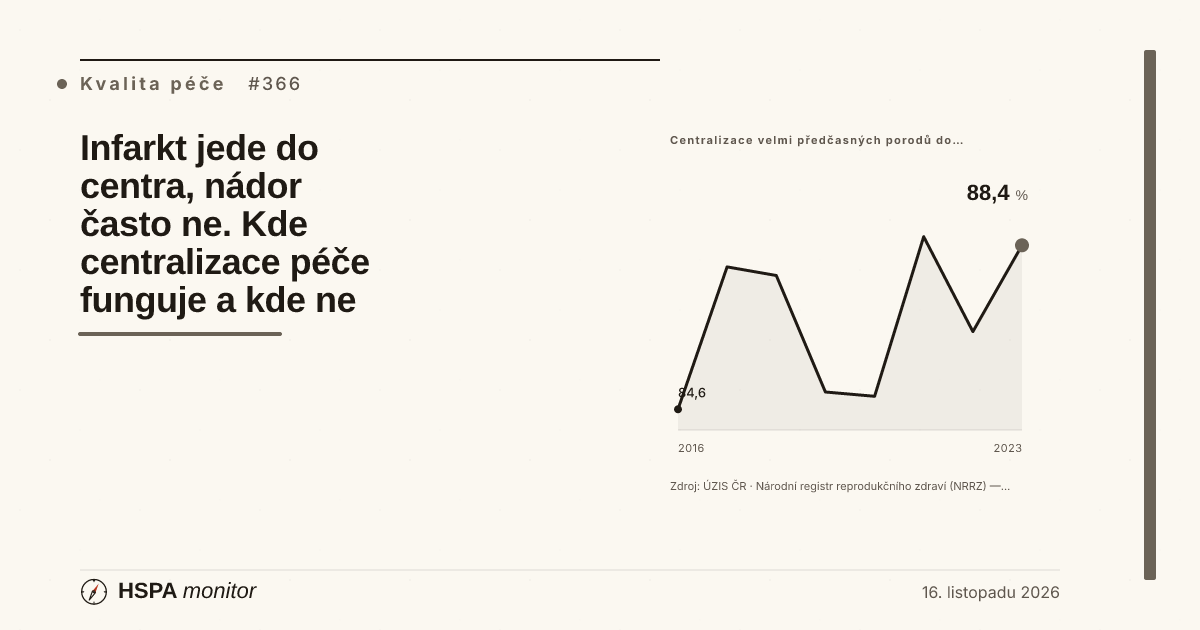 Kvalita péče #366
Infarkt jede do
centra, nádor
často ne. Kde
centralizace péče
funguje a kde ne
Centralizace velmi předčasných porodů do…
88,4 %
84,6
2016 2023
Zdroj: ÚZIS ČR · Národní registr reprodukčního zdraví (NRRZ) —…
HSPA monitor
16. listopadu 2026